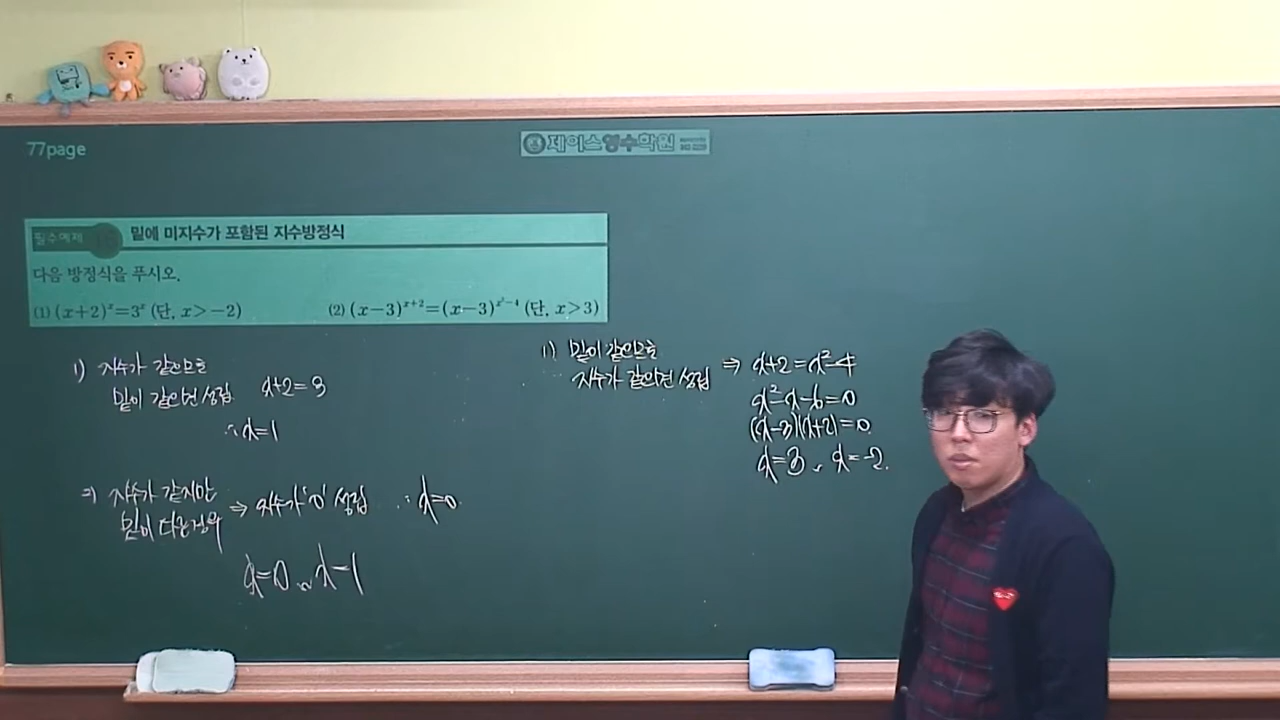 77page
제이스영수학원
필수예제
밑에 미지수가 포함된 지수방정식
다음 방정식을 푸시오.
(1) (x+2)^x=3^x (단, x>-2)
(2) (x-3)^{x+2}=(x-3)^{x²-4} (단, x>3)
1) 지수가 같으므로
밑이 같아면 성립 x+2=3
∴x=1
⇒ 지수가 같지만
밑이 다른경우 ⇒ 지수가 '0' 성립 ∴x=0
x=0 or x=1
1) 밑이 같으므로
지수가 같으면 성립 ⇒ x+2=x²-4
x²-x-6=0
(x-3)(x+2)=0
x=3 or x=-2.